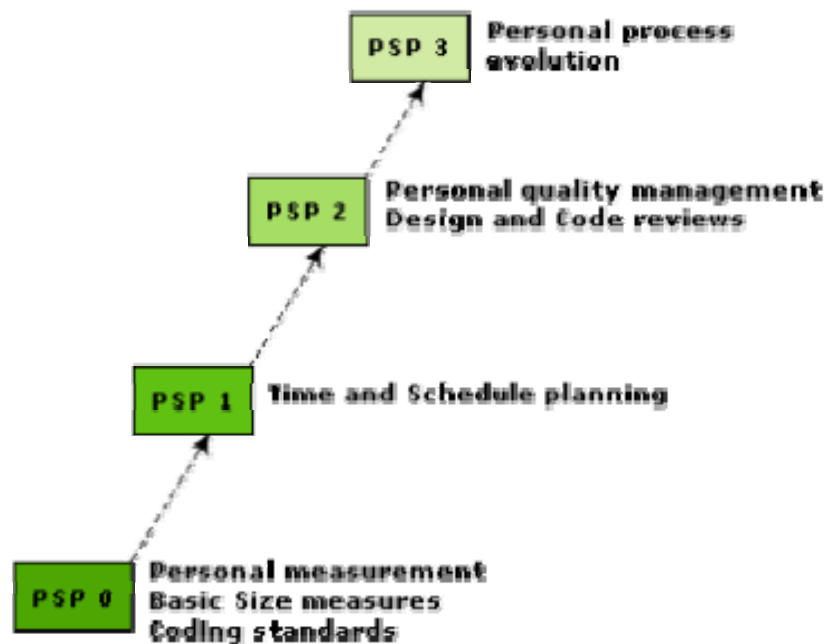 PSP 3
Personal process
evolution
PSP 2
Personal quality management
Design and Code reviews
PSP 1
Time and Schedule planning
PSP 0
Personal measurement
Basic Size measures
Coding standards